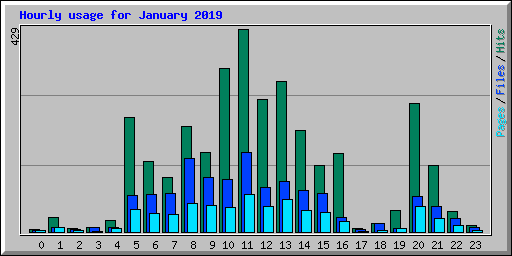 Hourly usage for January 2019
429
Pages/Files/Hits
0 1 2 3 4 5 6 7 8 9 10 11 12 13 14 15 16 17 18 19 20 21 22 23